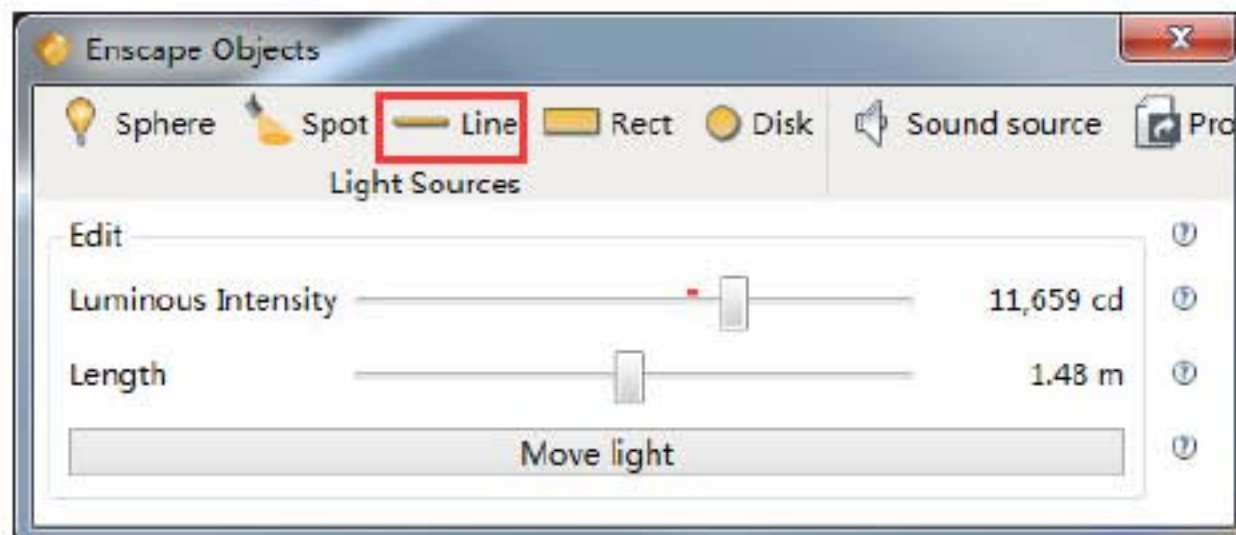 Enscape Objects
Sphere Spot Line Rect Disk Sound source Pro
Light Sources
Edit
Luminous Intensity 11,659 cd
Length 1.48 m
Move light